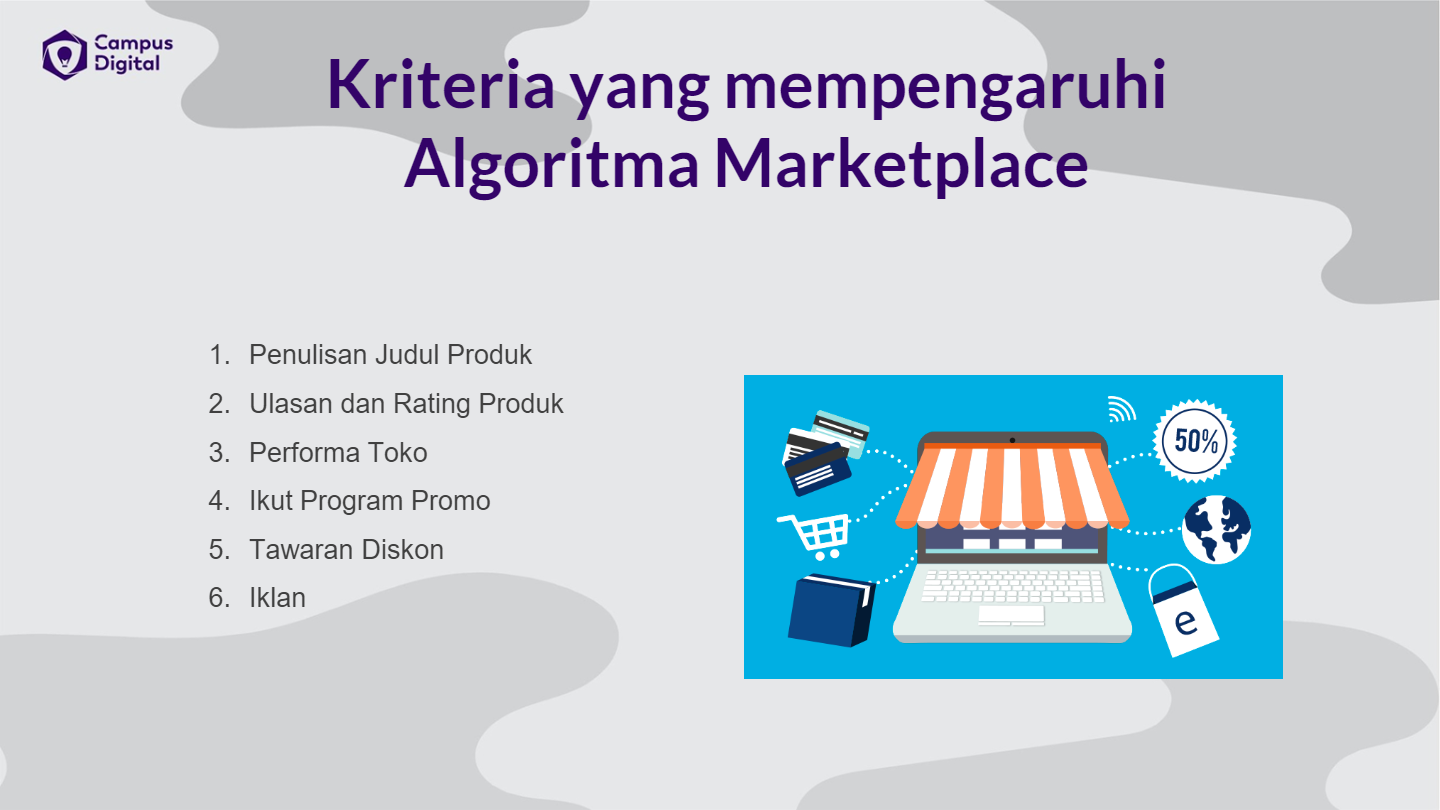 Campus
Digital
Kriteria yang mempengaruhi
Algoritma Marketplace
1. Penulisan Judul Produk
2. Ulasan dan Rating Produk
3. Performa Toko
4. Ikut Program Promo
5. Tawaran Diskon
6. Iklan
50%
e